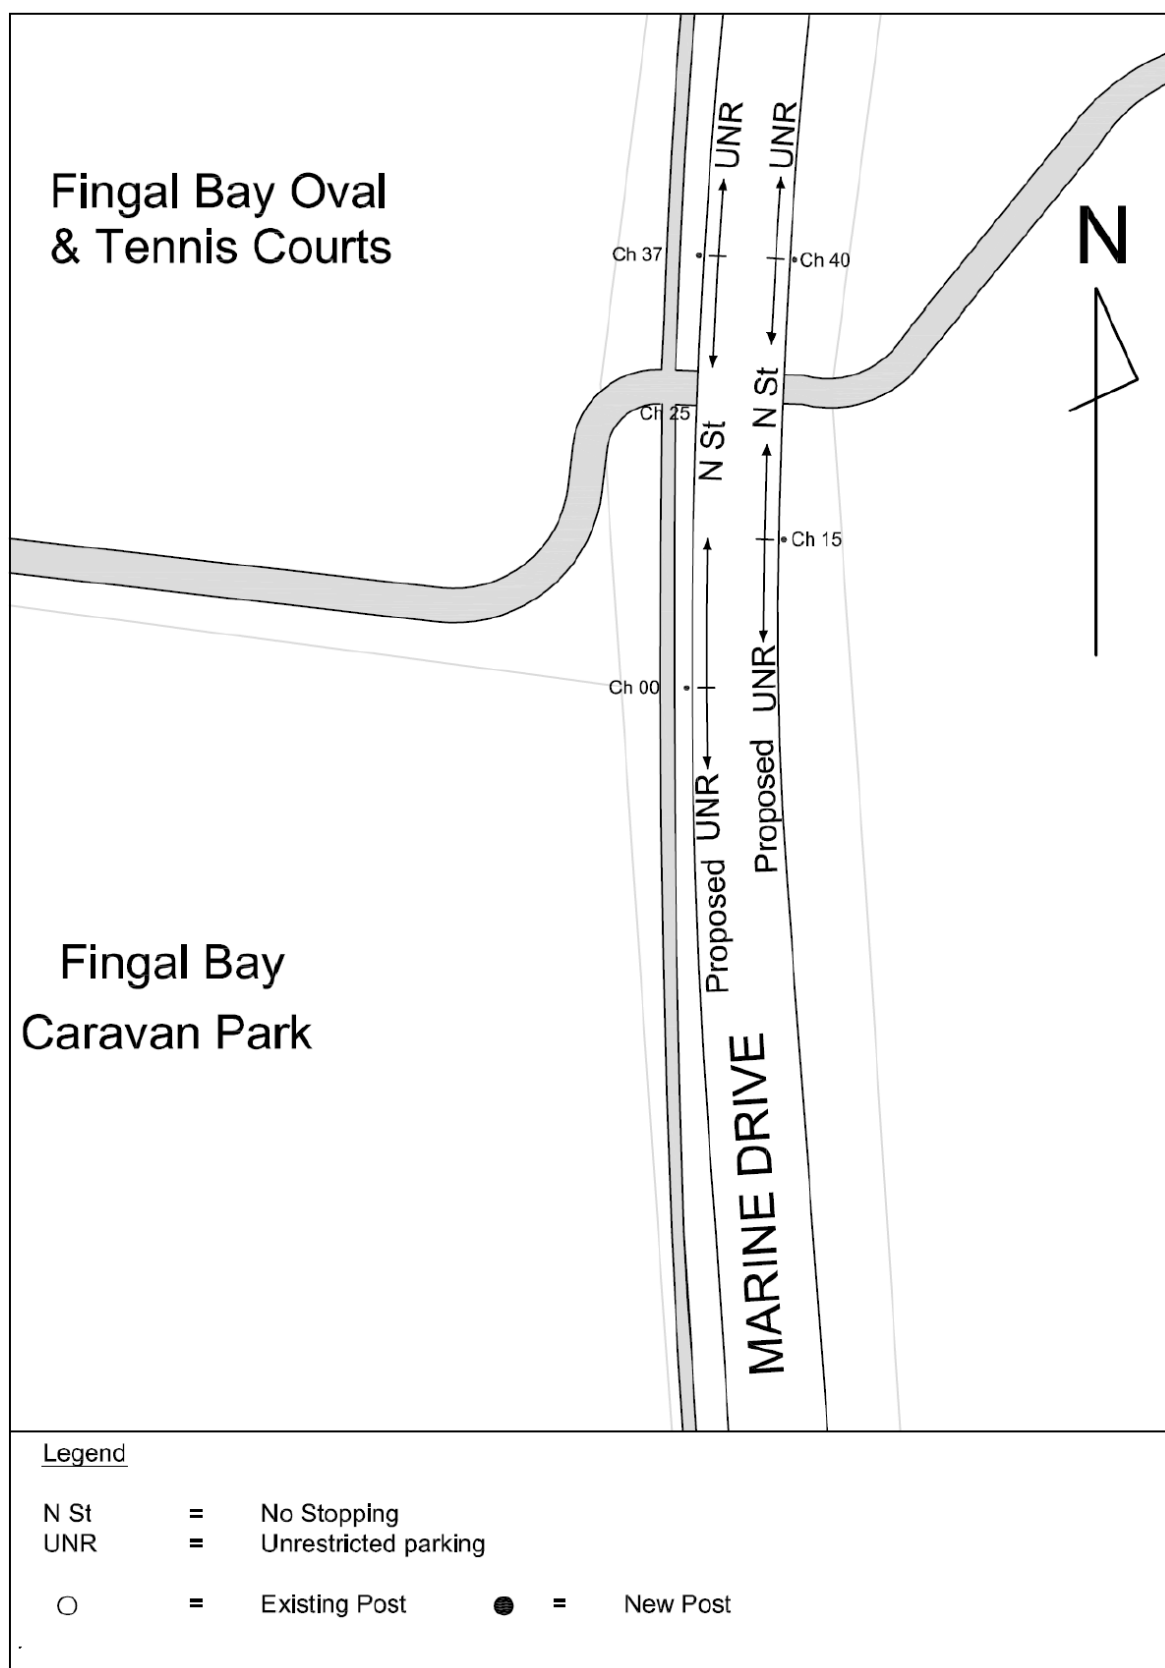 UNR
UNR
Fingal Bay Oval
& Tennis Courts
N
Ch 37
Ch 40
N St
Ch 25
N St
Ch 15
Ch 00
Proposed UNR
Proposed UNR
Fingal Bay
Caravan Park
MARINE DRIVE
Legend
N St = No Stopping
UNR = Unrestricted parking
= Existing Post = New Post